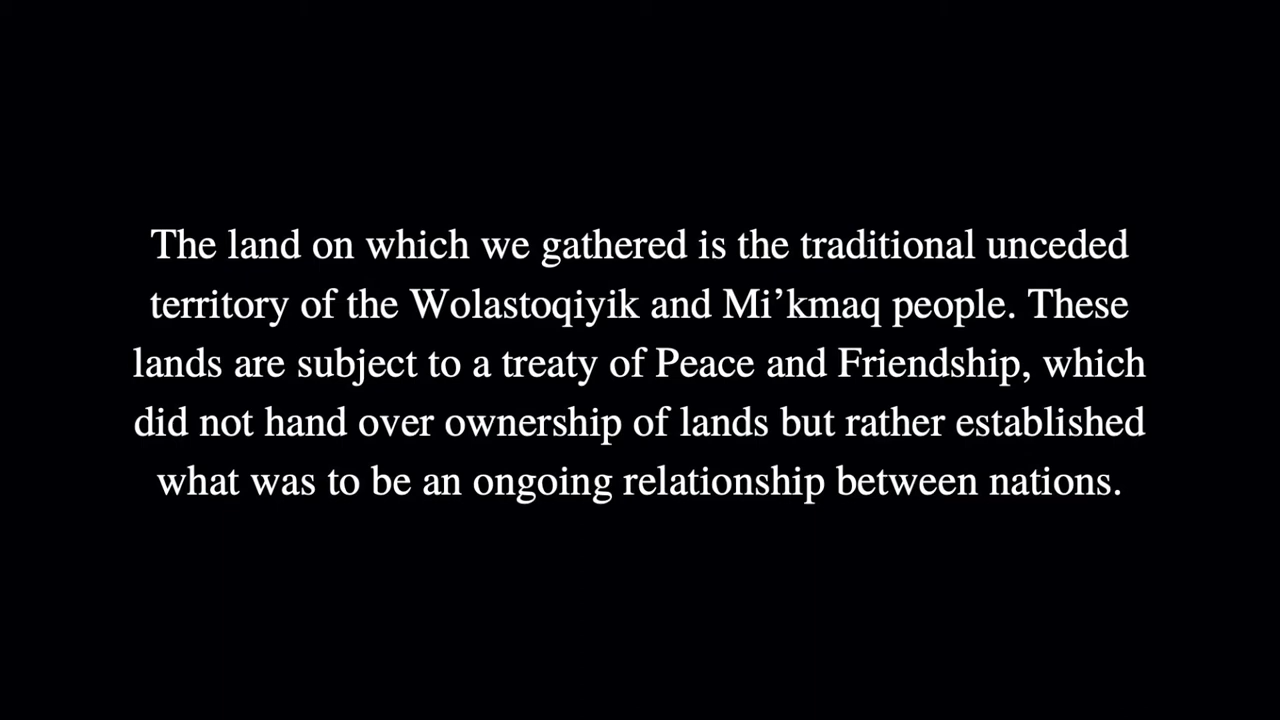 The land on which we gathered is the traditional unceded
territory of the Wolastoqiyik and Mi’kmaq people. These
lands are subject to a treaty of Peace and Friendship, which
did not hand over ownership of lands but rather established
what was to be an ongoing relationship between nations.